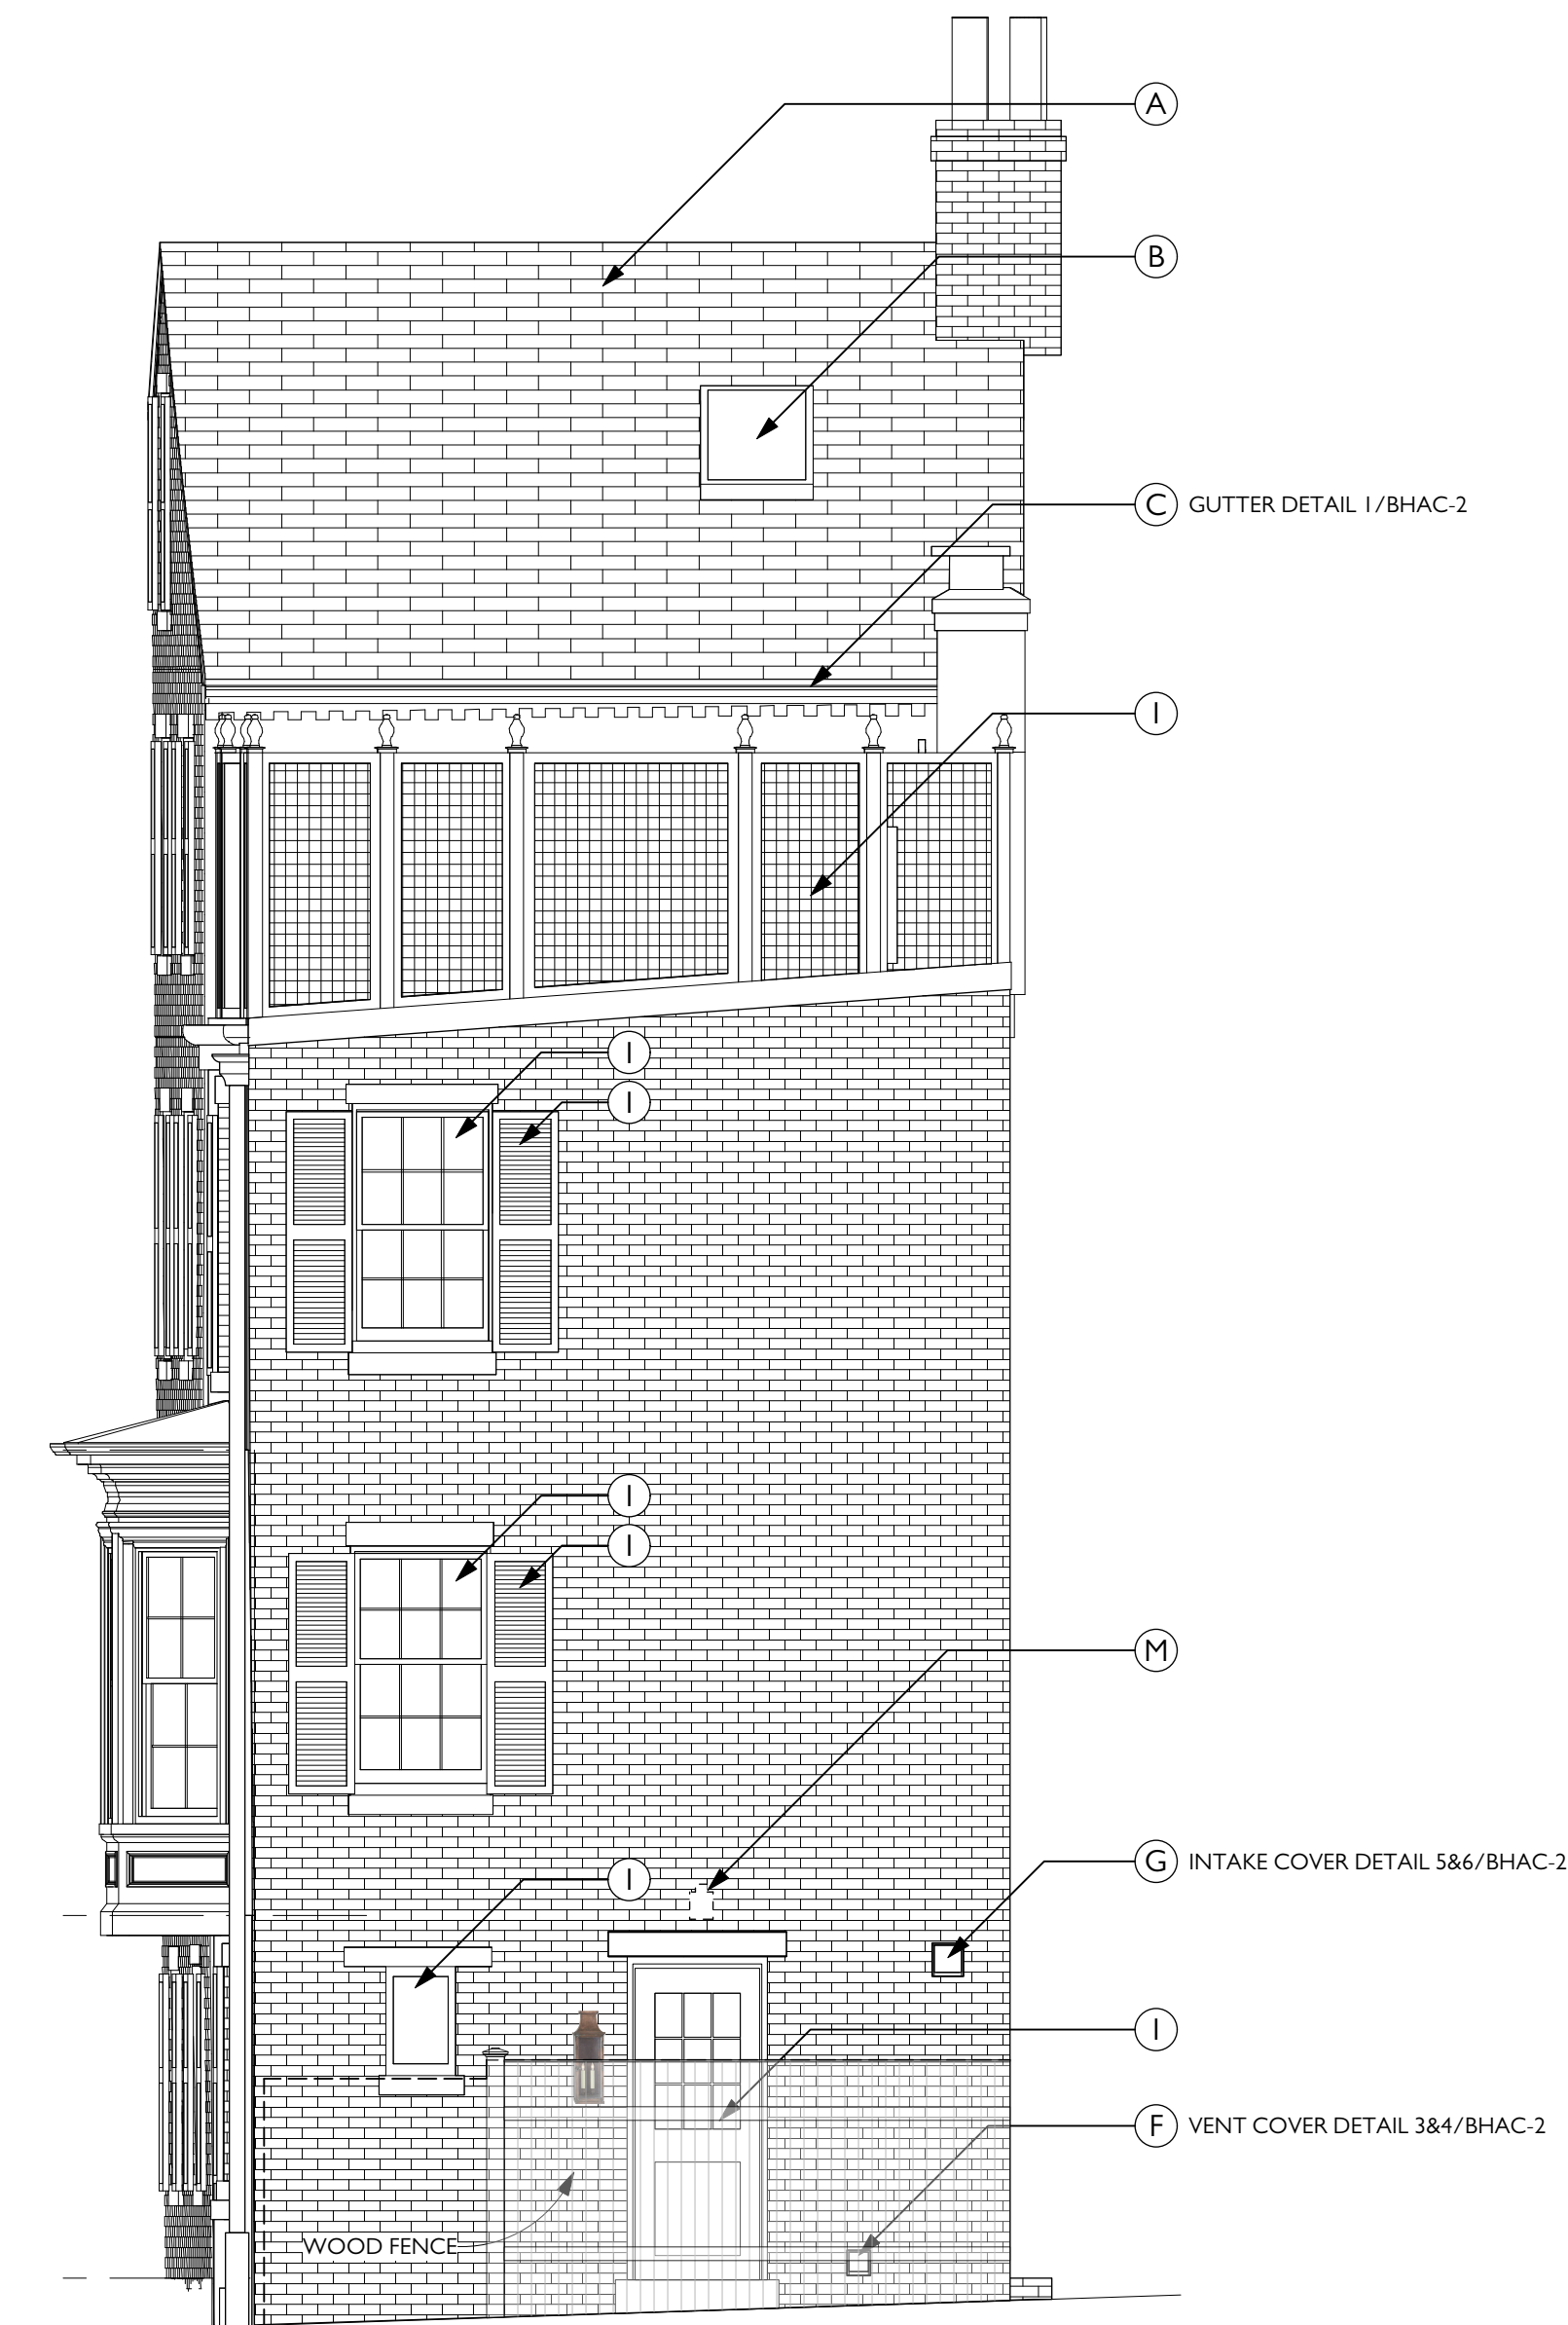 A
B
C GUTTER DETAIL 1/BHAC-2
I
I
I
I
I
M
G INTAKE COVER DETAIL 5&6/BHAC-2
I
I
F VENT COVER DETAIL 3&4/BHAC-2
WOOD FENCE